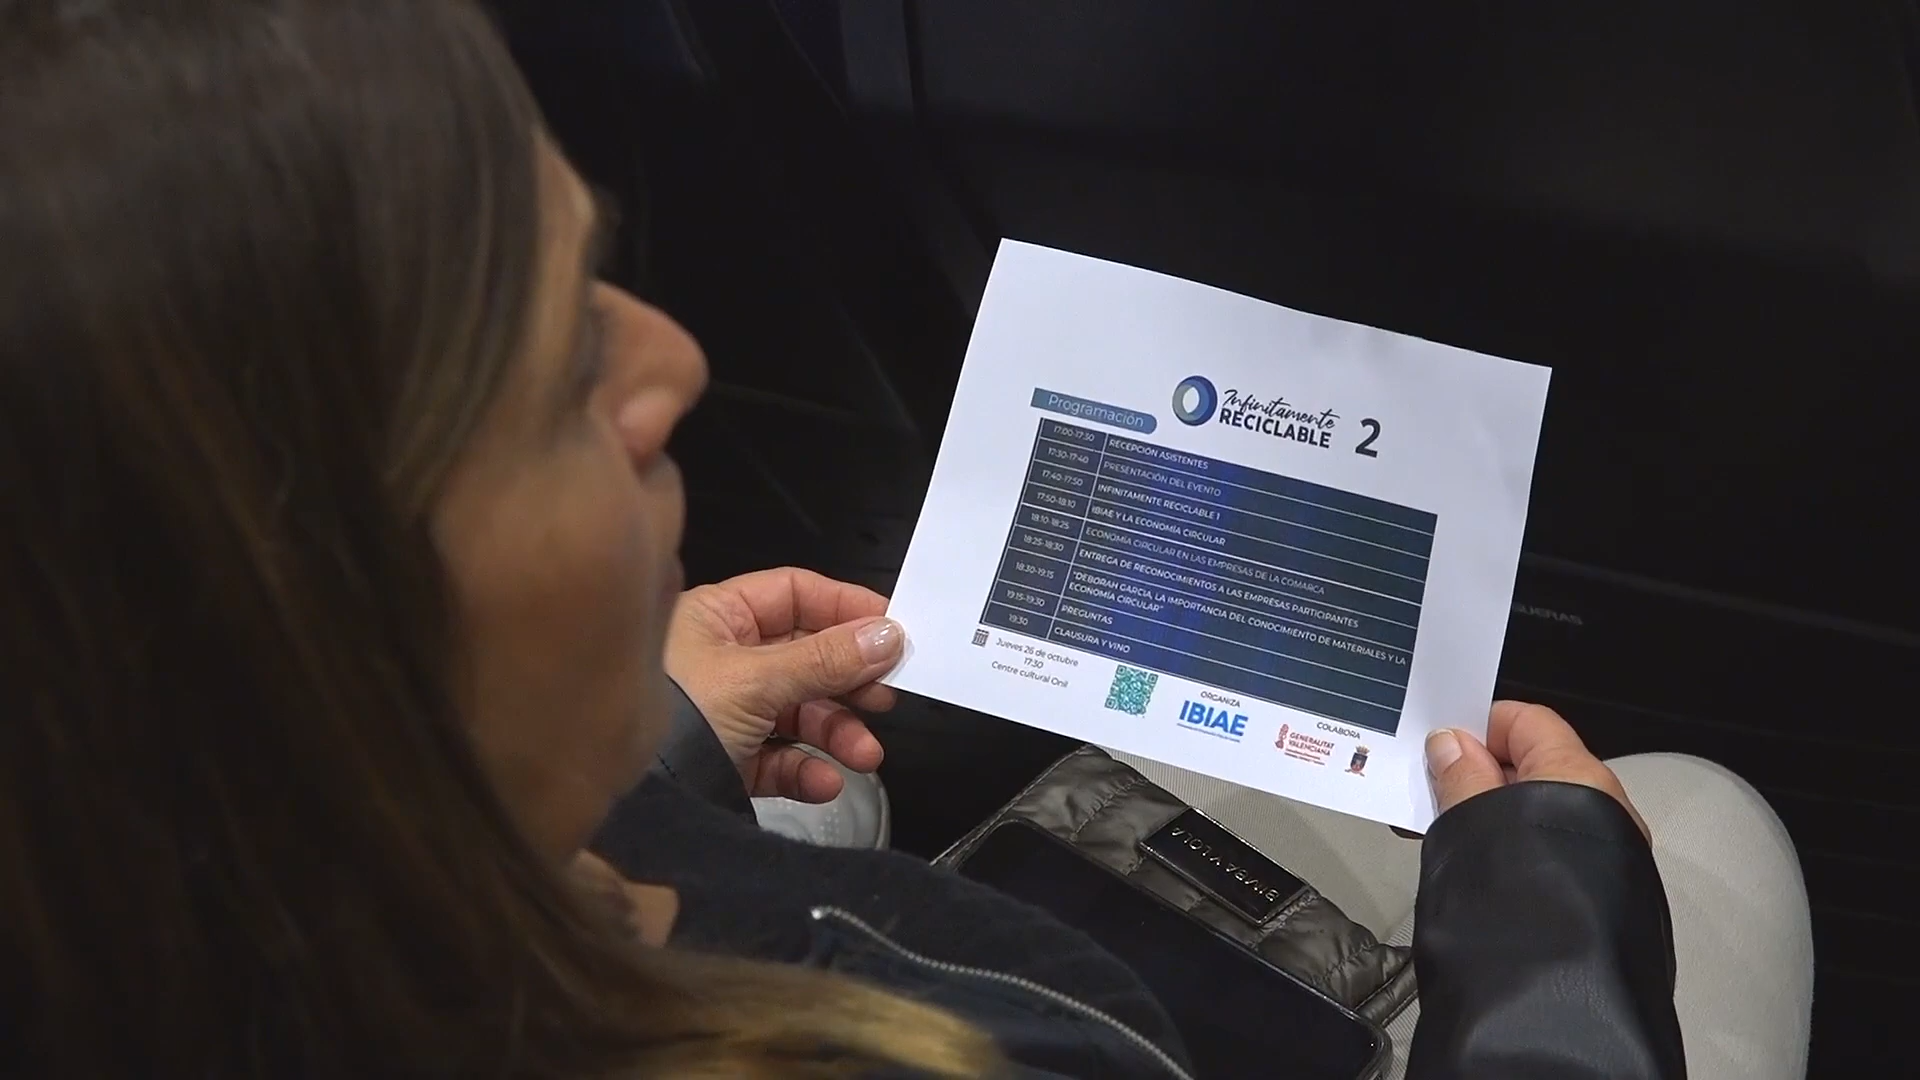 Infinitamente
RECICLABLE 2
Programación
17:00-17:30 RECEPCIÓN ASISTENTES
17:30-17:40 PRESENTACIÓN DEL EVENTO
17:40-17:50 INFINITAMENTE RECICLABLE 1
17:50-18:10 IBIAE Y LA ECONOMÍA CIRCULAR
18:10-18:25 ECONOMÍA CIRCULAR EN LAS EMPRESAS DE LA COMARCA
18:25-18:30 ENTREGA DE RECONOCIMIENTOS A LAS EMPRESAS PARTICIPANTES
18:30-19:15 "DEBORAH GARCIA, LA IMPORTANCIA DEL CONOCIMIENTO DE MATERIALES Y LA
ECONOMÍA CIRCULAR"
19:15-19:30 PREGUNTAS
19:30 CLAUSURA Y VINO
Jueves 26 de octubre
17:30
Centre cultural Onil
ORGANIZA
IBIAE
COLABORA
GENERALITAT
VALENCIANA
BIMBA Y LOLA